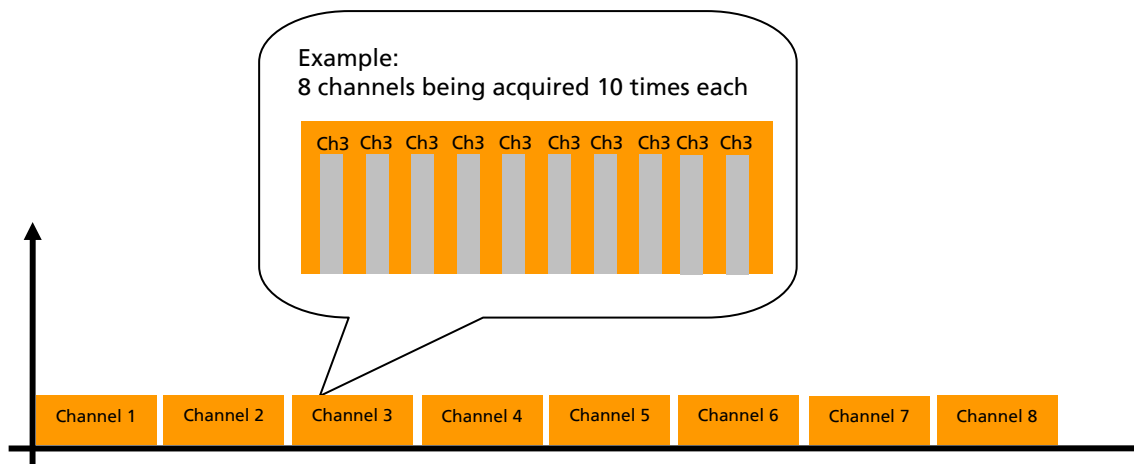 Example:
8 channels being acquired 10 times each
Ch3 Ch3 Ch3 Ch3 Ch3 Ch3 Ch3 Ch3 Ch3 Ch3
Channel 1 Channel 2 Channel 3 Channel 4 Channel 5 Channel 6 Channel 7 Channel 8